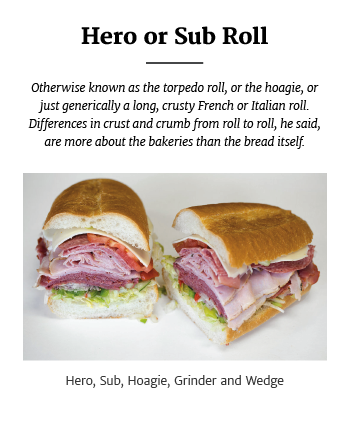 Hero or Sub Roll
Otherwise known as the torpedo roll, or the hoagie, or
just generically a long, crusty French or Italian roll.
Differences in crust and crumb from roll to roll, he said,
are more about the bakeries than the bread itself.
Hero, Sub, Hoagie, Grinder and Wedge